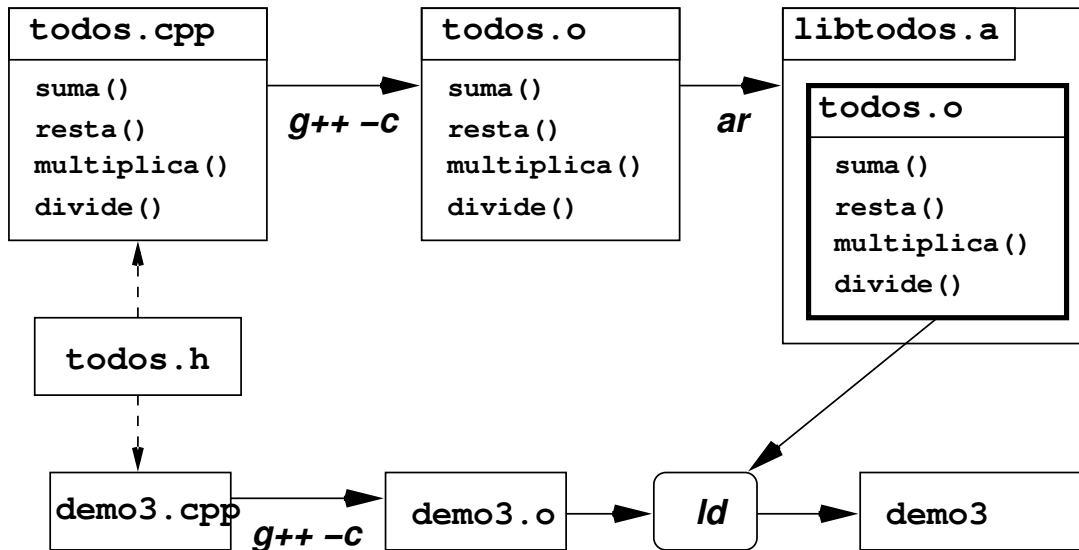 todos.cpp
suma()
resta()
multiplica()
divide()
g++ −c
todos.o
suma()
resta()
multiplica()
divide()
ar
libtodos.a
todos.o
suma()
resta()
multiplica()
divide()
todos.h
demo3.cpp
g++ −c
demo3.o
ld
demo3